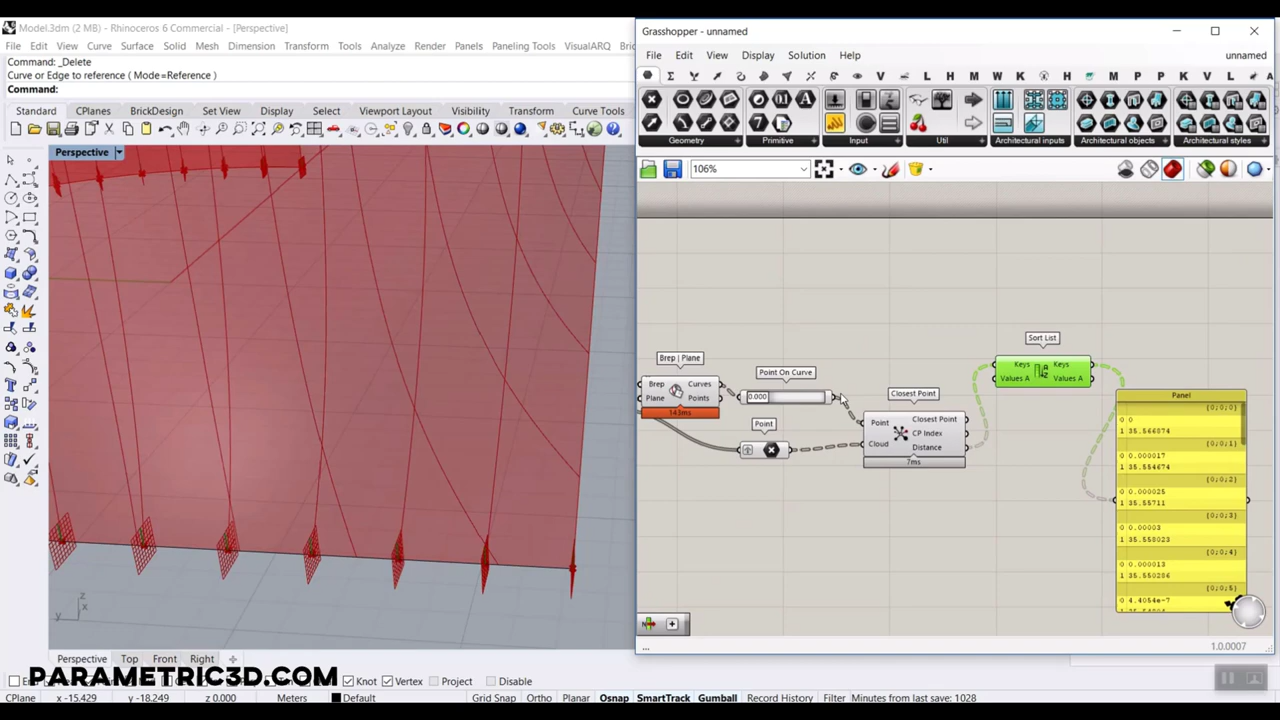 Model.3dm (2 MB) - Rhinoceros 6 Commercial - [Perspective]
File Edit View Curve Surface Solid Mesh Dimension Transform Tools Analyze Render Panels Paneling Tools VisualARQ
Command: _Delete
Curve or Edge to reference ( Mode=Reference )
Command:
Standard CPlanes BrickDesign Set View Display Select Viewport Layout Visibility Transform Curve Tools
Perspective
z
x
y
Perspective Top Front Right
PARAMETRIC3D.COM
Knot Vertex Project Disable
CPlane x -15.429 y -18.249 z 0.000 Meters Default Grid Snap Ortho Planar Osnap SmartTrack Gumball Record History Filter Minutes from last save: 1028
Grasshopper - unnamed
File Edit View Display Solution Help unnamed
Geometry Primitive Input Util Architectural inputs Architectural objects Architectural styles
106%
Sort List
Keys Keys
Values A Values A
Brep | Plane
Brep Curves
Plane Points
143ms
Point On Curve
0.000
Point
Closest Point
Point Closest Point
CP Index
Cloud Distance
7ms
Panel
{0;0;0}
0 0
1 35.566874
{0;0;1}
0 0.000017
1 35.554674
{0;0;2}
0 0.000025
1 35.55711
{0;0;3}
0 0.00003
1 35.558023
{0;0;4}
0 0.000013
1 35.550286
{0;0;5}
0 4.4054e-7
...
1.0.0007